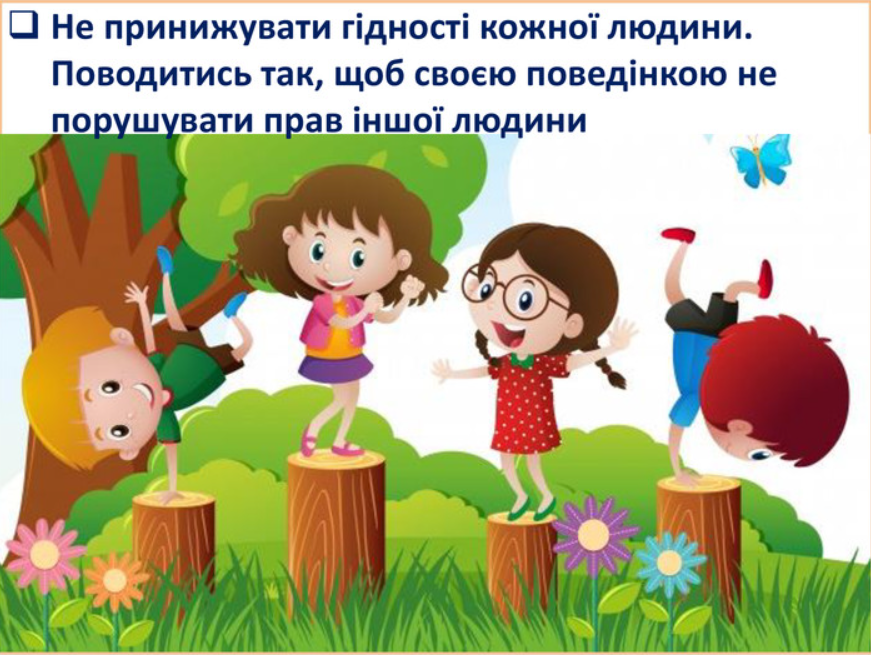 ❑ Не принижувати гідності кожної людини.
Поводитись так, щоб своєю поведінкою не
порушувати прав іншої людини